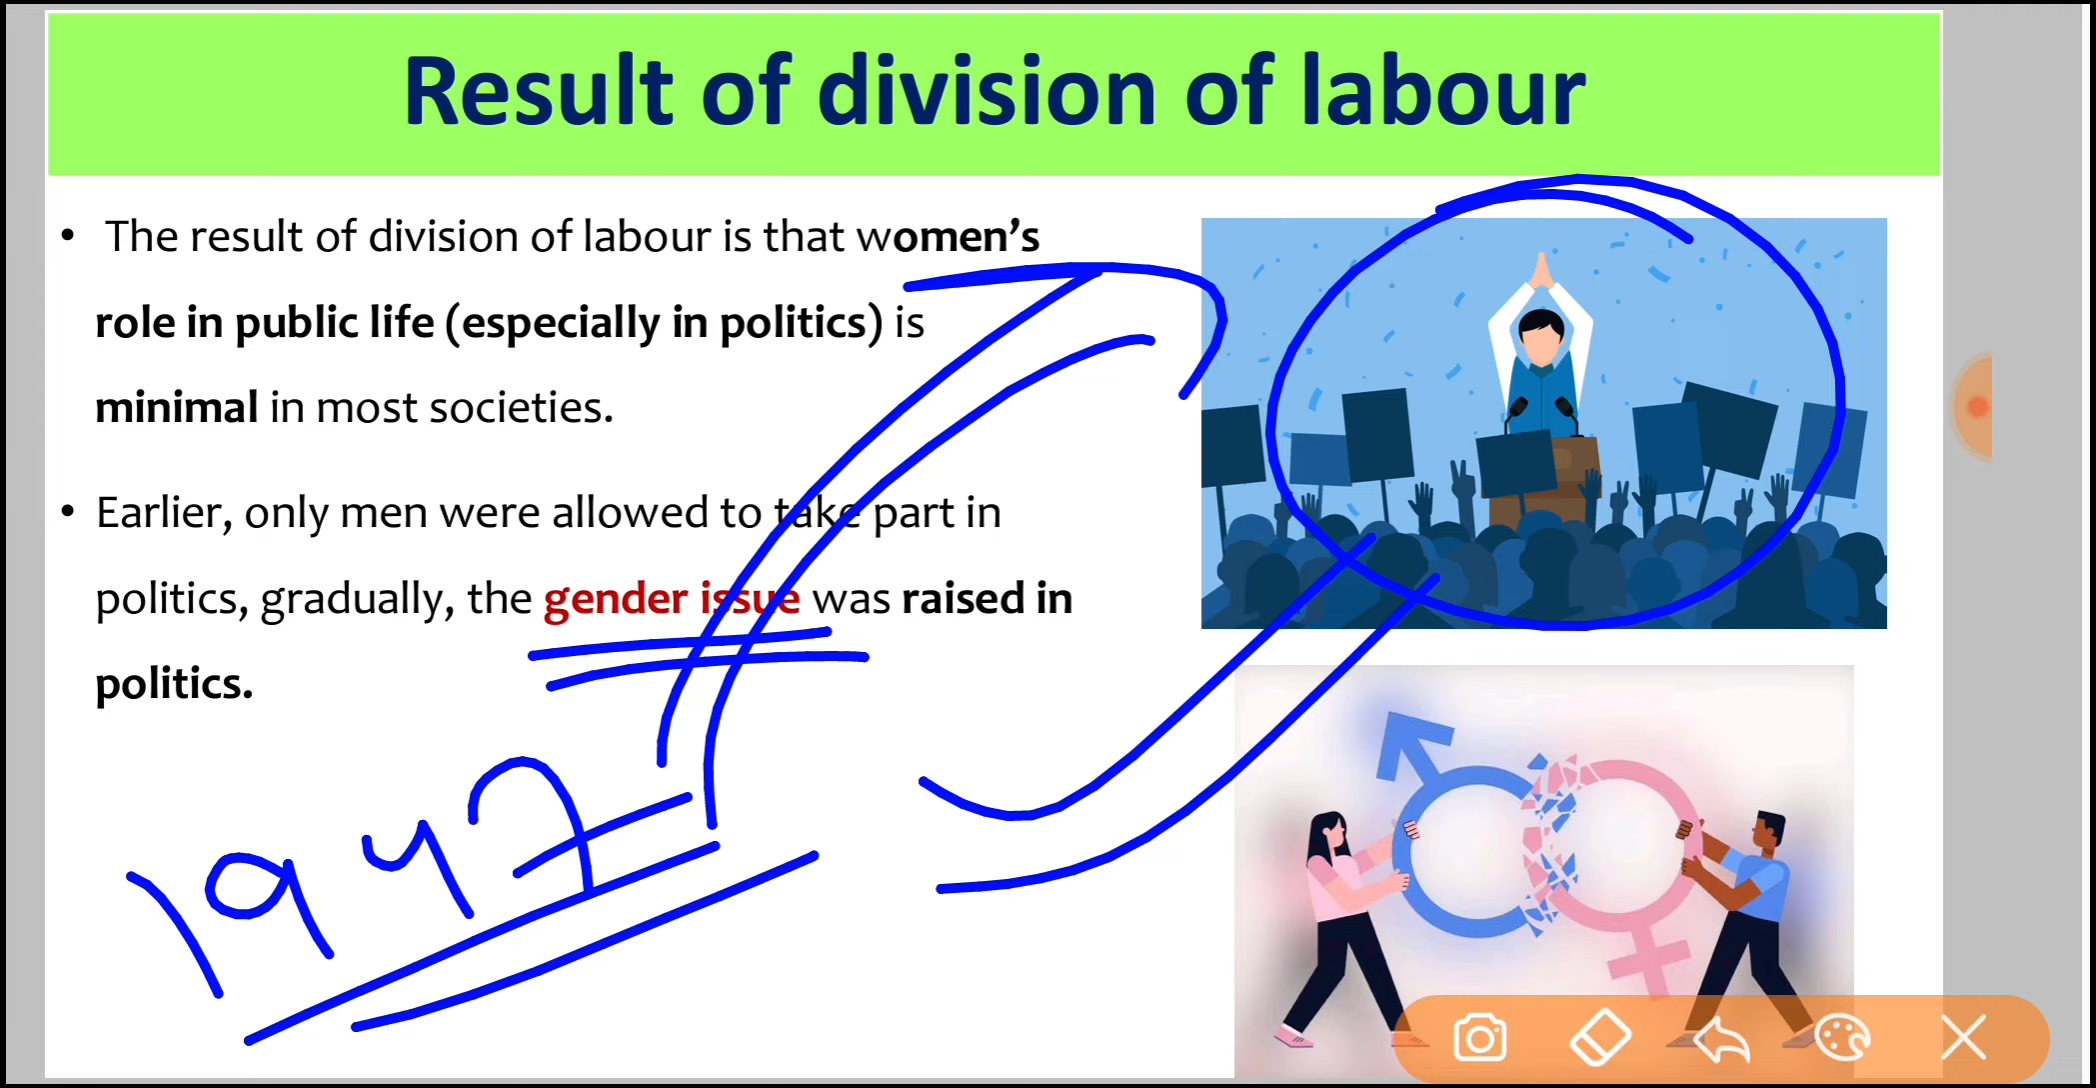 Result of division of labour
• The result of division of labour is that women’s
role in public life (especially in politics) is
minimal in most societies.
• Earlier, only men were allowed to take part in
politics, gradually, the gender issue was raised in
politics.
1947